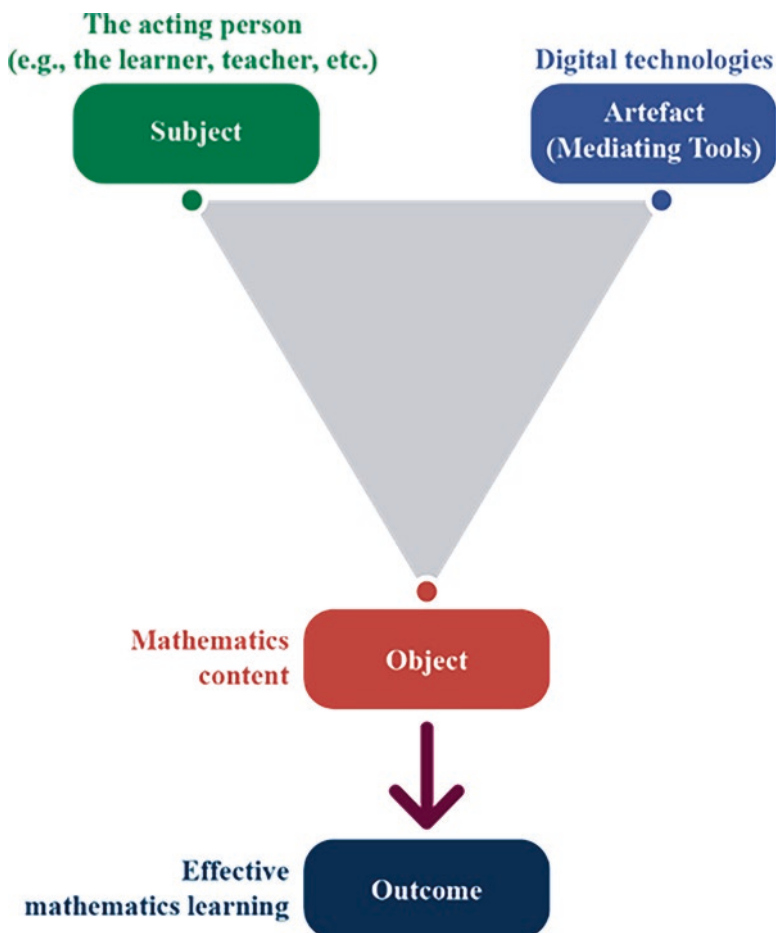 The acting person
(e.g., the learner, teacher, etc.)
Subject
Digital technologies
Artefact
(Mediating Tools)
Mathematics
content
Object
Effective
mathematics learning
Outcome